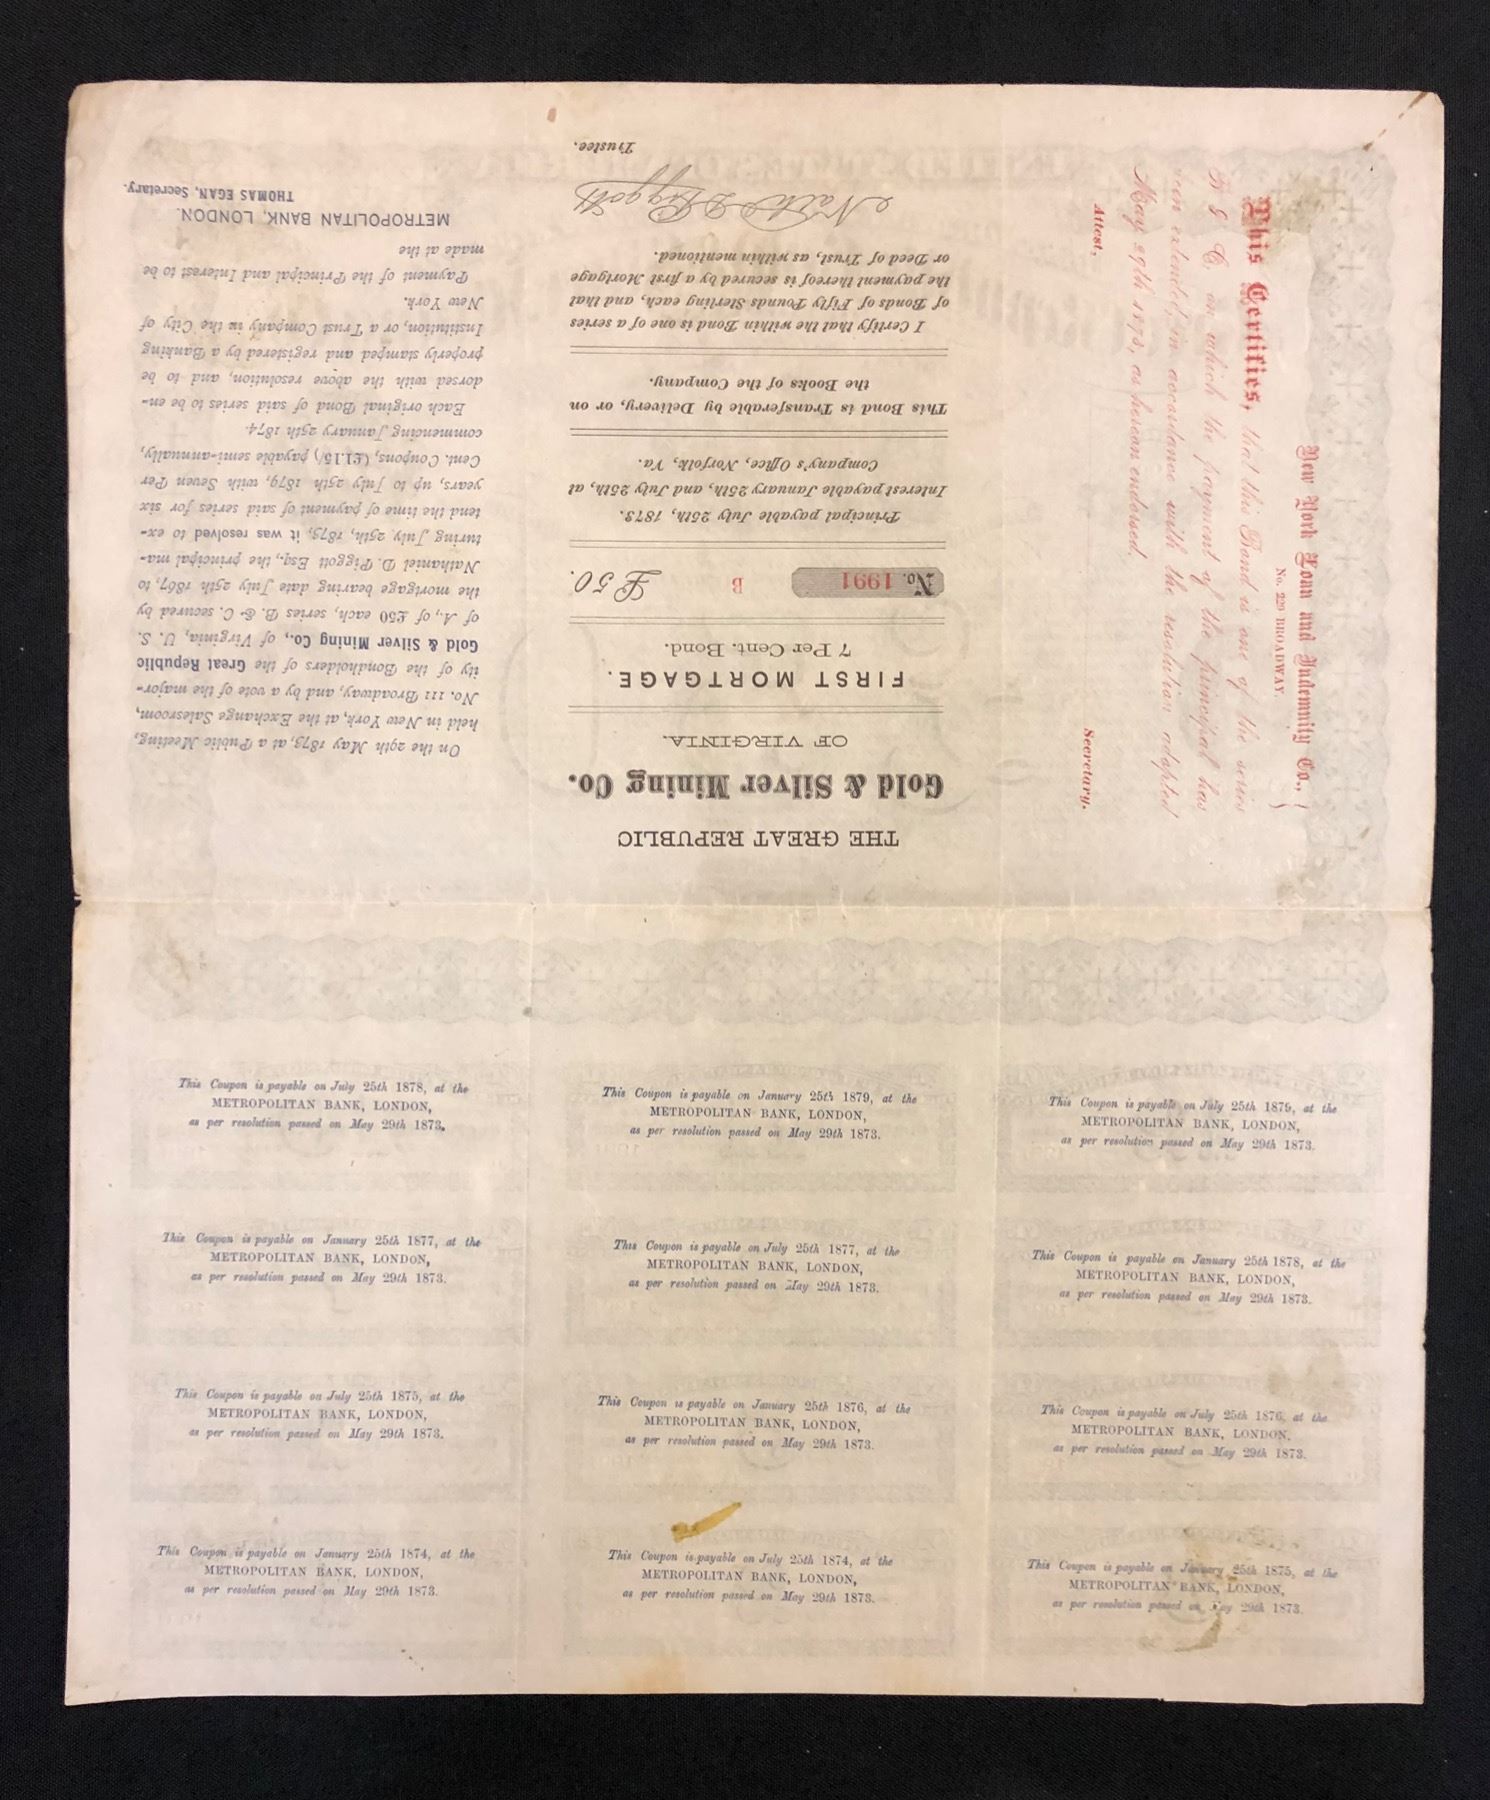 THE GREAT REPUBLIC
Gold & Silver Mining Co.
OF VIRGINIA.
FIRST MORTGAGE.
7 Per Cent. Bond.
No. 1991 B £50.
Principal payable July 25th, 1873.
Interest payable January 25th, and July 25th, at
Company's Office, Norfolk, Va.
This Bond is Transferable by Delivery, or on
the Books of the Company.
I Certify that the within Bond is one of a series
of Bonds of Fifty Pounds Sterling each, and that
the payment thereof is secured by a first Mortgage
or Deed of Trust, as within mentioned.
Nath D Piggott
Trustee.
On the 29th May 1873, at a Public Meeting,
held in New York, at the Exchange Salesroom,
No. 111 Broadway, and by a vote of the major-
ity of the Bondholders of the Great Republic
Gold & Silver Mining Co., of Virginia, U. S.
of A., of £50 each, series B. & C. secured by
the mortgage bearing date July 25th 1867, to
Nathaniel D. Piggott Esq., the principal ma-
turing July 25th, 1873, it was resolved to ex-
tend the time of payment of said series for six
years, up to July 25th 1879, with Seven Per
Cent. Coupons, (£1.15/) payable semi-annually,
commencing January 25th 1874.
Each original Bond of said series to be en-
dorsed with the above resolution, and to be
properly stamped and registered by a Banking
Institution, or a Trust Company in the City of
New York.
Payment of the Principal and Interest to be
made at the
METROPOLITAN BANK, LONDON.
THOMAS EGAN, Secretary.
New York Loan and Indemnity Co.,
No. 229 BROADWAY.
This Certifies, that this Bond is one of the series
B & C, on which the payment of the principal has
been extended, in accordance with the resolution adopted
May 29th 1873, as hereon endorsed.
Attest,
Secretary.
This Coupon is payable on July 25th 1878, at the
METROPOLITAN BANK, LONDON,
as per resolution passed on May 29th 1873.
This Coupon is payable on January 25th 1879, at the
METROPOLITAN BANK, LONDON,
as per resolution passed on May 29th 1873.
This Coupon is payable on July 25th 1879, at the
METROPOLITAN BANK, LONDON,
as per resolution passed on May 29th 1873.
This Coupon is payable on January 25th 1877, at the
METROPOLITAN BANK, LONDON,
as per resolution passed on May 29th 1873.
This Coupon is payable on July 25th 1877, at the
METROPOLITAN BANK, LONDON,
as per resolution passed on May 29th 1873.
This Coupon is payable on January 25th 1878, at the
METROPOLITAN BANK, LONDON,
as per resolution passed on May 29th 1873.
This Coupon is payable on July 25th 1875, at the
METROPOLITAN BANK, LONDON,
as per resolution passed on May 29th 1873.
This Coupon is payable on January 25th 1876, at the
METROPOLITAN BANK, LONDON,
as per resolution passed on May 29th 1873.
This Coupon is payable on July 25th 1876, at the
METROPOLITAN BANK, LONDON,
as per resolution passed on May 29th 1873.
This Coupon is payable on January 25th 1874, at the
METROPOLITAN BANK, LONDON,
as per resolution passed on May 29th 1873.
This Coupon is payable on July 25th 1874, at the
METROPOLITAN BANK, LONDON,
as per resolution passed on May 29th 1873.
This Coupon is payable on January 25th 1875, at the
METROPOLITAN BANK, LONDON,
as per resolution passed on May 29th 1873.